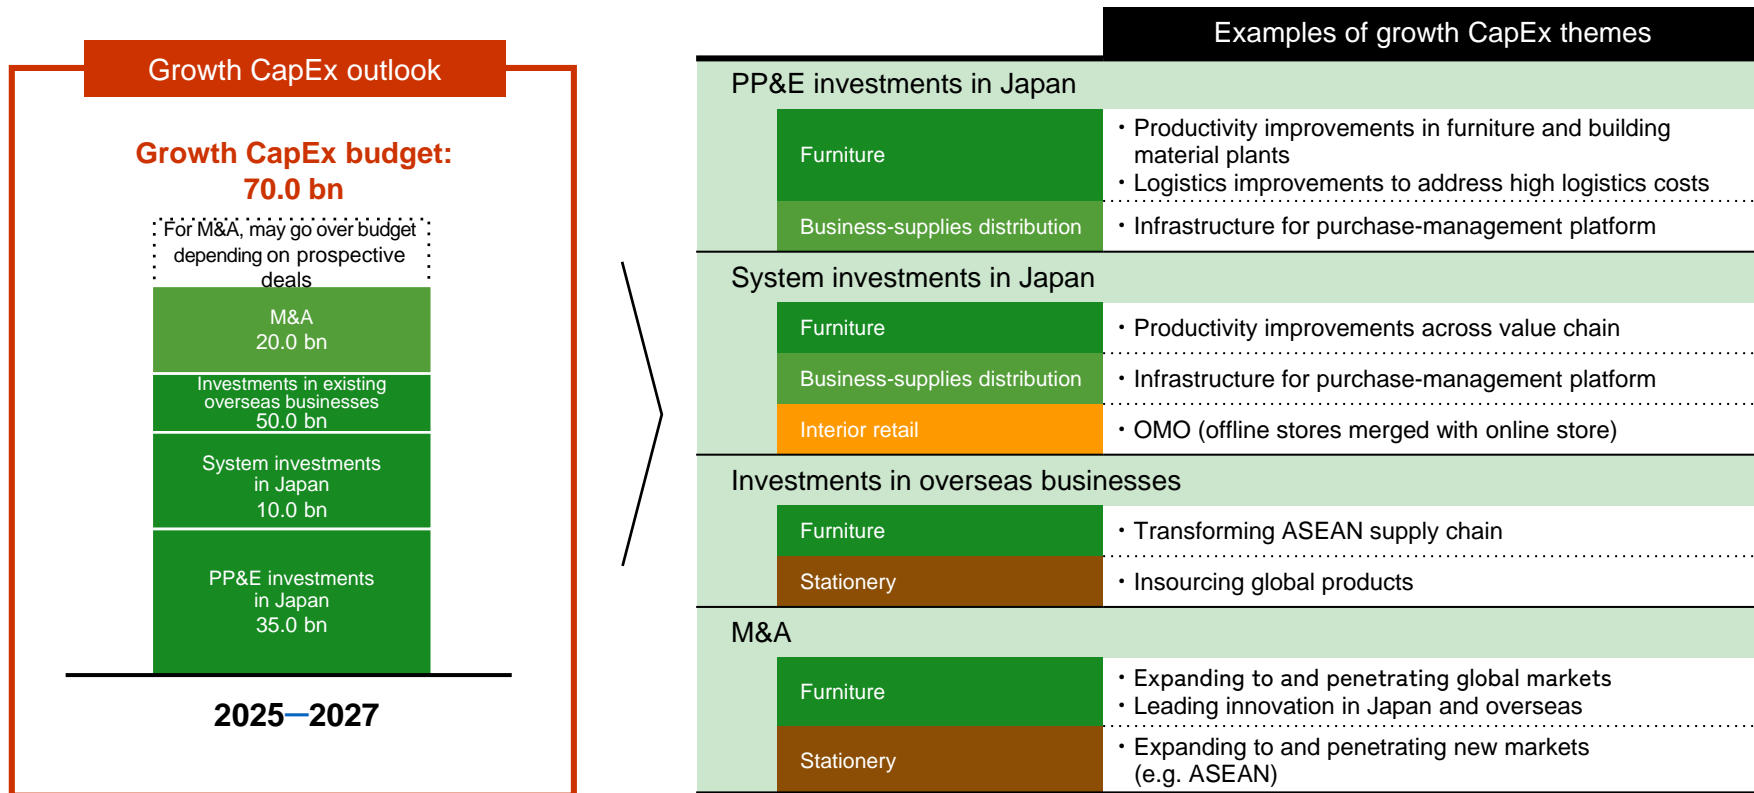 Growth CapEx outlook
Growth CapEx budget:
70.0 bn
For M&A, may go over budget
depending on prospective
deals
M&A
20.0 bn
Investments in existing
overseas businesses
50.0 bn
System investments
in Japan
10.0 bn
PP&E investments
in Japan
35.0 bn
2025—2027
Examples of growth CapEx themes
PP&E investments in Japan
Furniture
・Productivity improvements in furniture and building
material plants
・Logistics improvements to address high logistics costs
Business-supplies distribution
・Infrastructure for purchase-management platform
System investments in Japan
Furniture
・Productivity improvements across value chain
Business-supplies distribution
・Infrastructure for purchase-management platform
Interior retail
・OMO (offline stores merged with online store)
Investments in overseas businesses
Furniture
・Transforming ASEAN supply chain
Stationery
・Insourcing global products
M&A
Furniture
・Expanding to and penetrating global markets
・Leading innovation in Japan and overseas
Stationery
・Expanding to and penetrating new markets
(e.g. ASEAN)